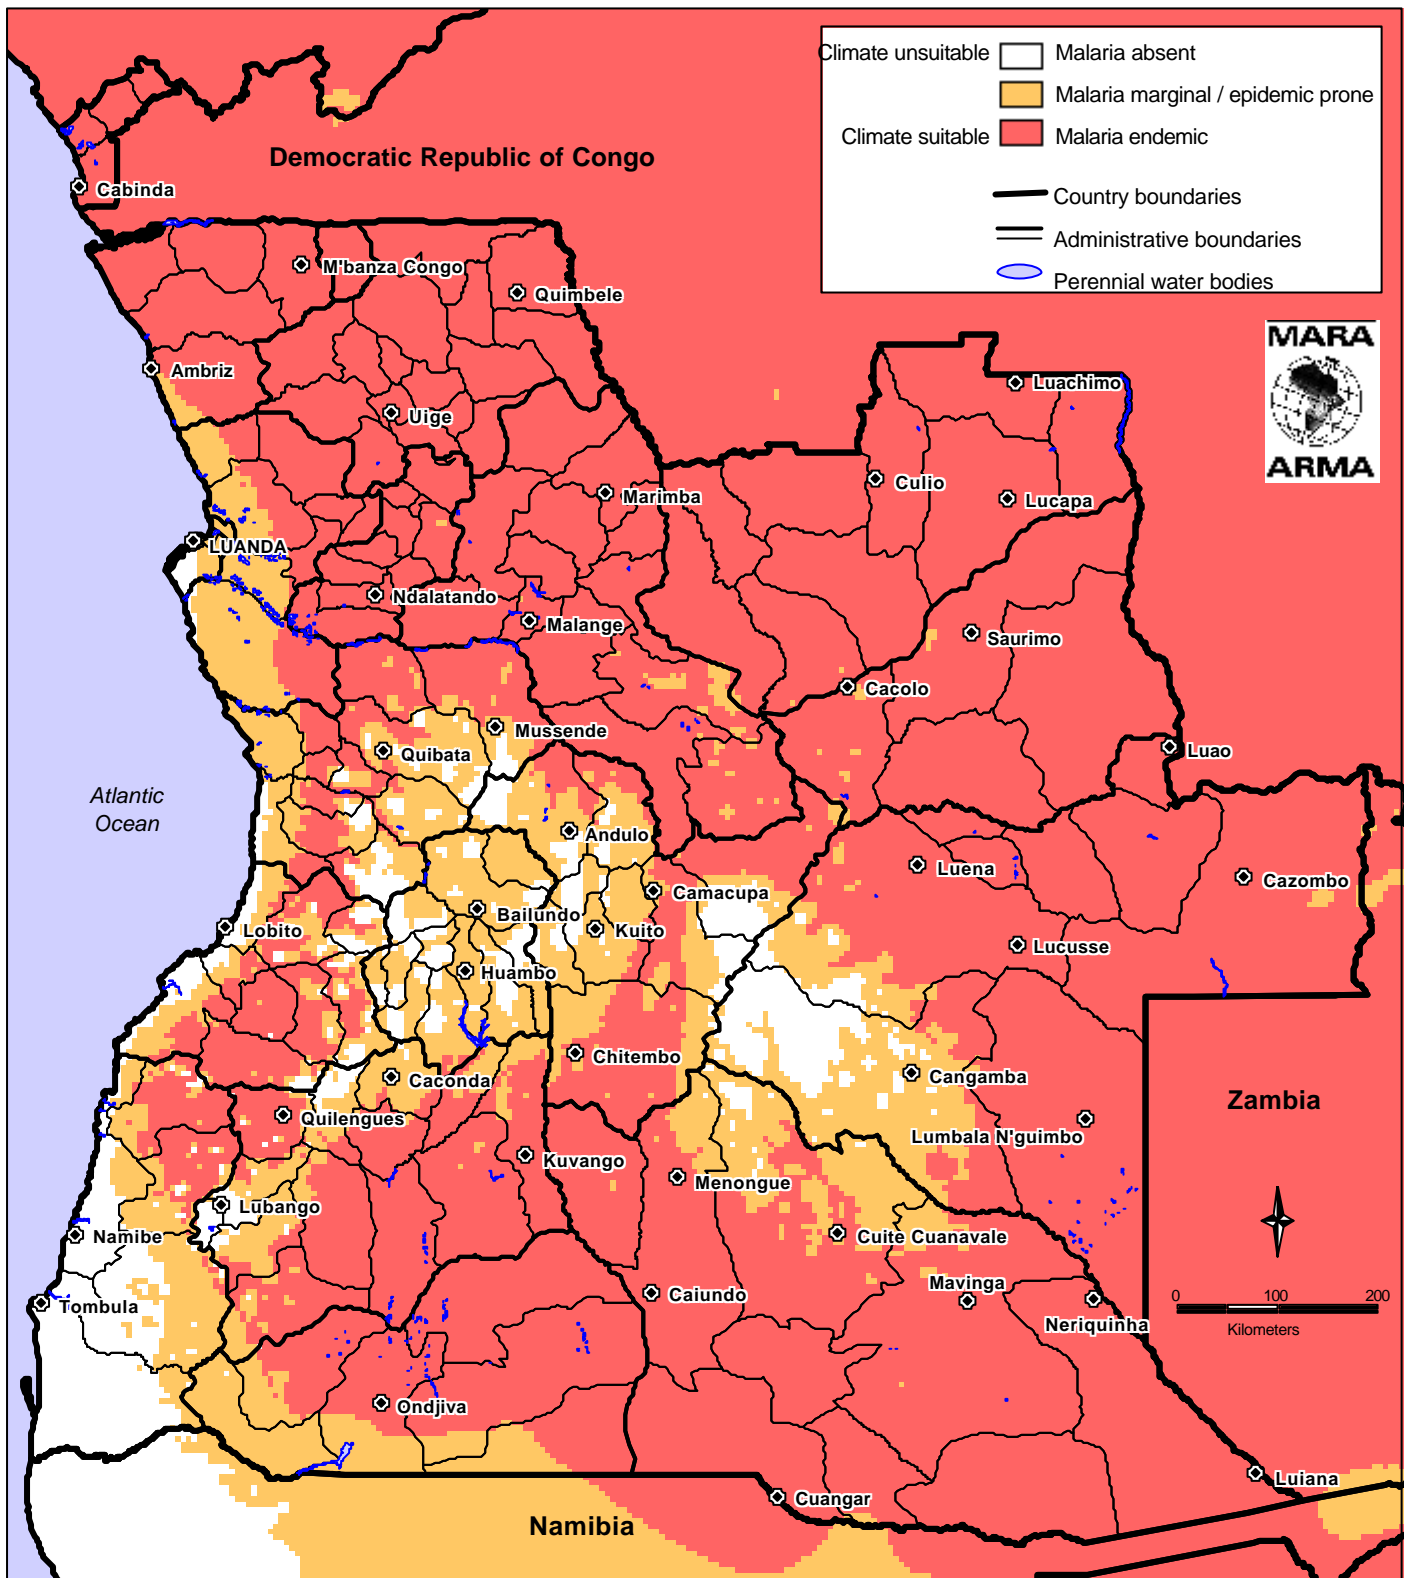 Climate unsuitable Malaria absent
Malaria marginal / epidemic prone
Climate suitable Malaria endemic
Country boundaries
Administrative boundaries
Perennial water bodies
MARA
ARMA
Democratic Republic of Congo
Cabinda
M'banza Congo
Quimbele
Ambriz
Luachimo
Uige
Culio
Marimba
Lucapa
LUANDA
Ndalatando
Malange
Saurimo
Cacolo
Mussende
Quibata
Luao
Atlantic
Ocean
Andulo
Luena
Cazombo
Camacupa
Bailundo
Lobito
Kuito
Lucusse
Huambo
Chitembo
Cangamba
Caconda
Zambia
Quilengues
Lumbala N'guimbo
Kuvango
Menongue
Lubango
Namibe
Cuite Cuanavale
Mavinga
Caiundo
Tombula
Neriquinha
0 100 200
Kilometers
Ondjiva
Luiana
Cuangar
Namibia